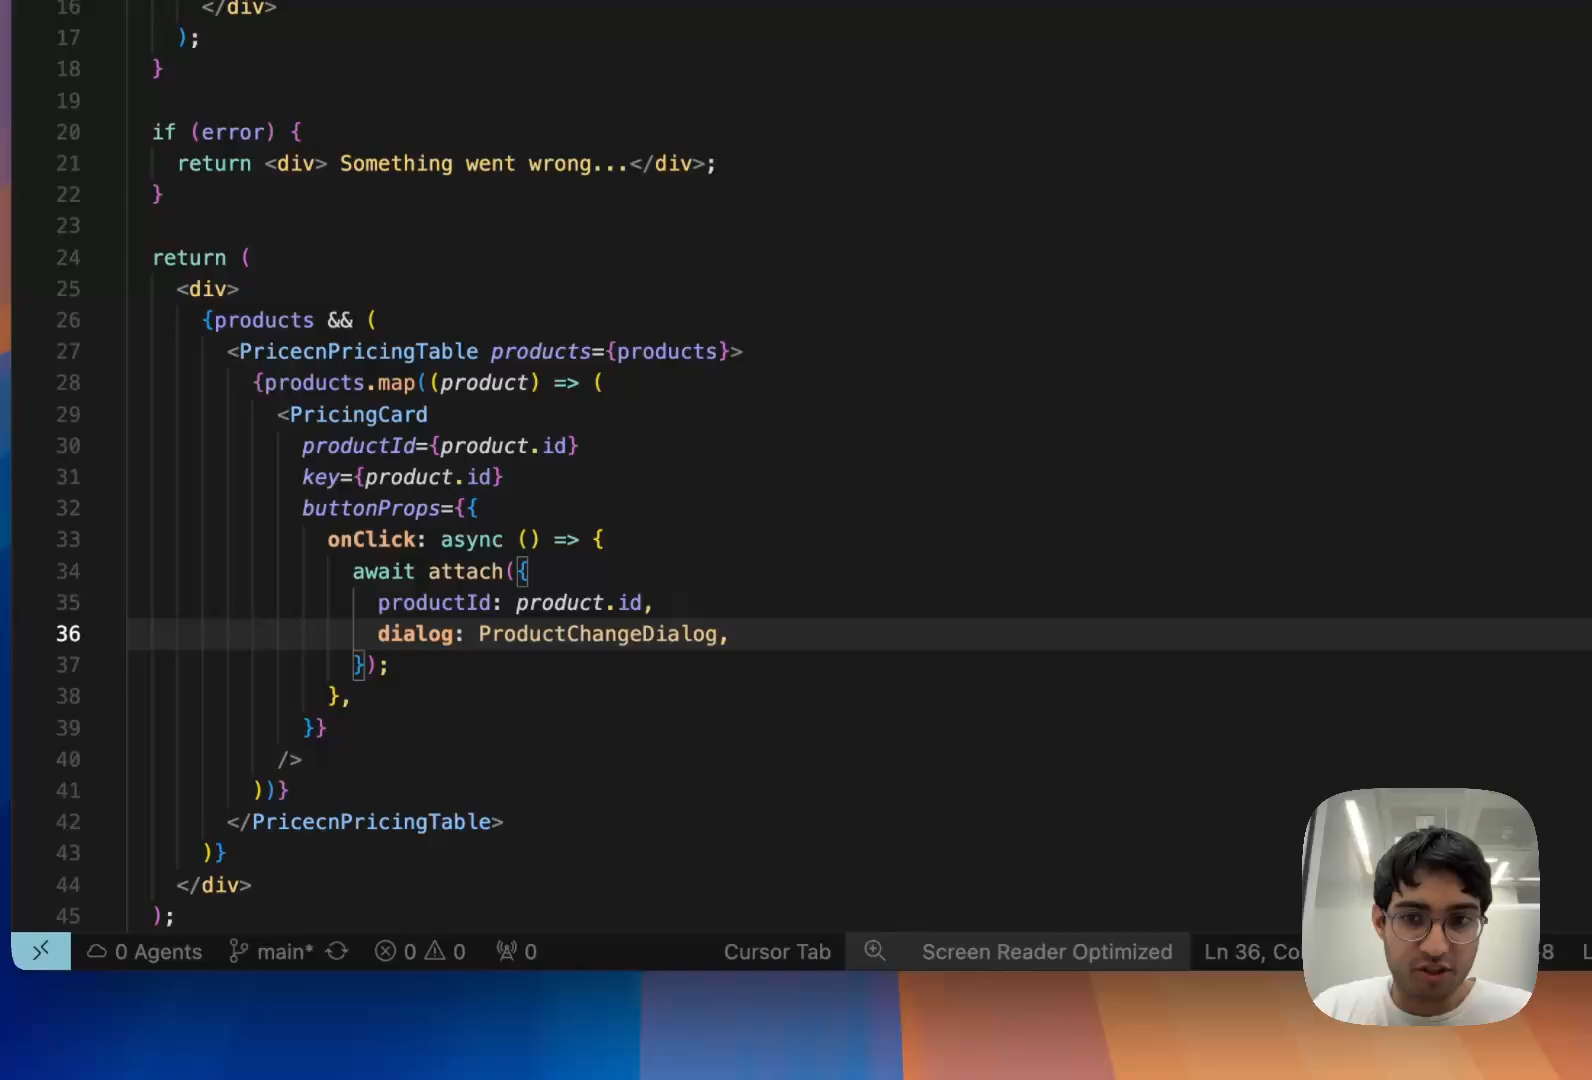 16 </div>
17 );
18 }
19
20 if (error) {
21 return <div> Something went wrong...</div>;
22 }
23
24 return (
25 <div>
26 {products && (
27 <PricecnPricingTable products={products}>
28 {products.map((product) => (
29 <PricingCard
30 productId={product.id}
31 key={product.id}
32 buttonProps={{
33 onClick: async () => {
34 await attach({
35 productId: product.id,
36 dialog: ProductChangeDialog,
37 });
38 },
39 }}
40 />
41 ))}
42 </PricecnPricingTable>
43 )}
44 </div>
45 );
0 Agents main* 0 0 0 Cursor Tab Screen Reader Optimized Ln 36, Co 8 L